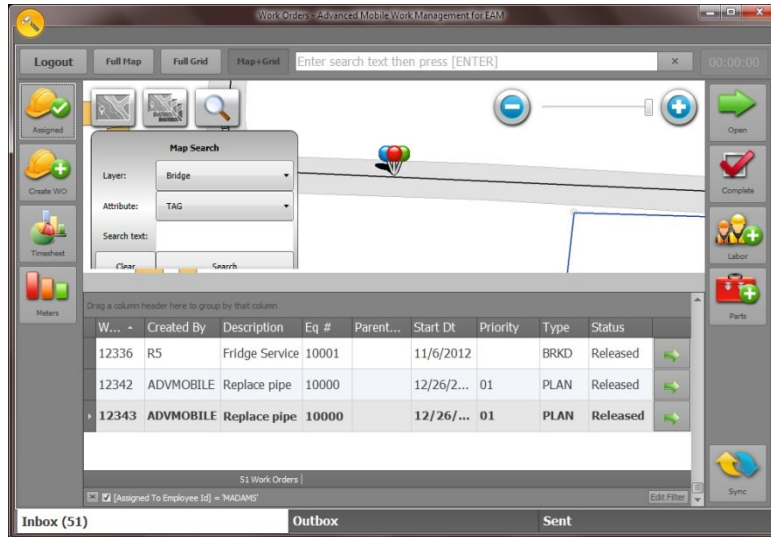 Work Orders - Advanced Mobile Work Management for EAM
Logout Full Map Full Grid Map+Grid Enter search text then press [ENTER] × 00:00:00
Assigned
Create WO
Timesheet
Meters
Map Search
Layer: Bridge
Attribute: TAG
Search text:
Clear Search
Open
Complete
Labor
Parts
Sync
Drag a column header here to group by that column
W... Created By Description Eq # Parent... Start Dt Priority Type Status
12336 R5 Fridge Service 10001 11/6/2012 BRKD Released
12342 ADVMOBILE Replace pipe 10000 12/26/2... 01 PLAN Released
12343 ADVMOBILE Replace pipe 10000 12/26/... 01 PLAN Released
51 Work Orders
[Assigned To Employee Id] = 'MADAMS' Edit Filter
Inbox (51) Outbox Sent